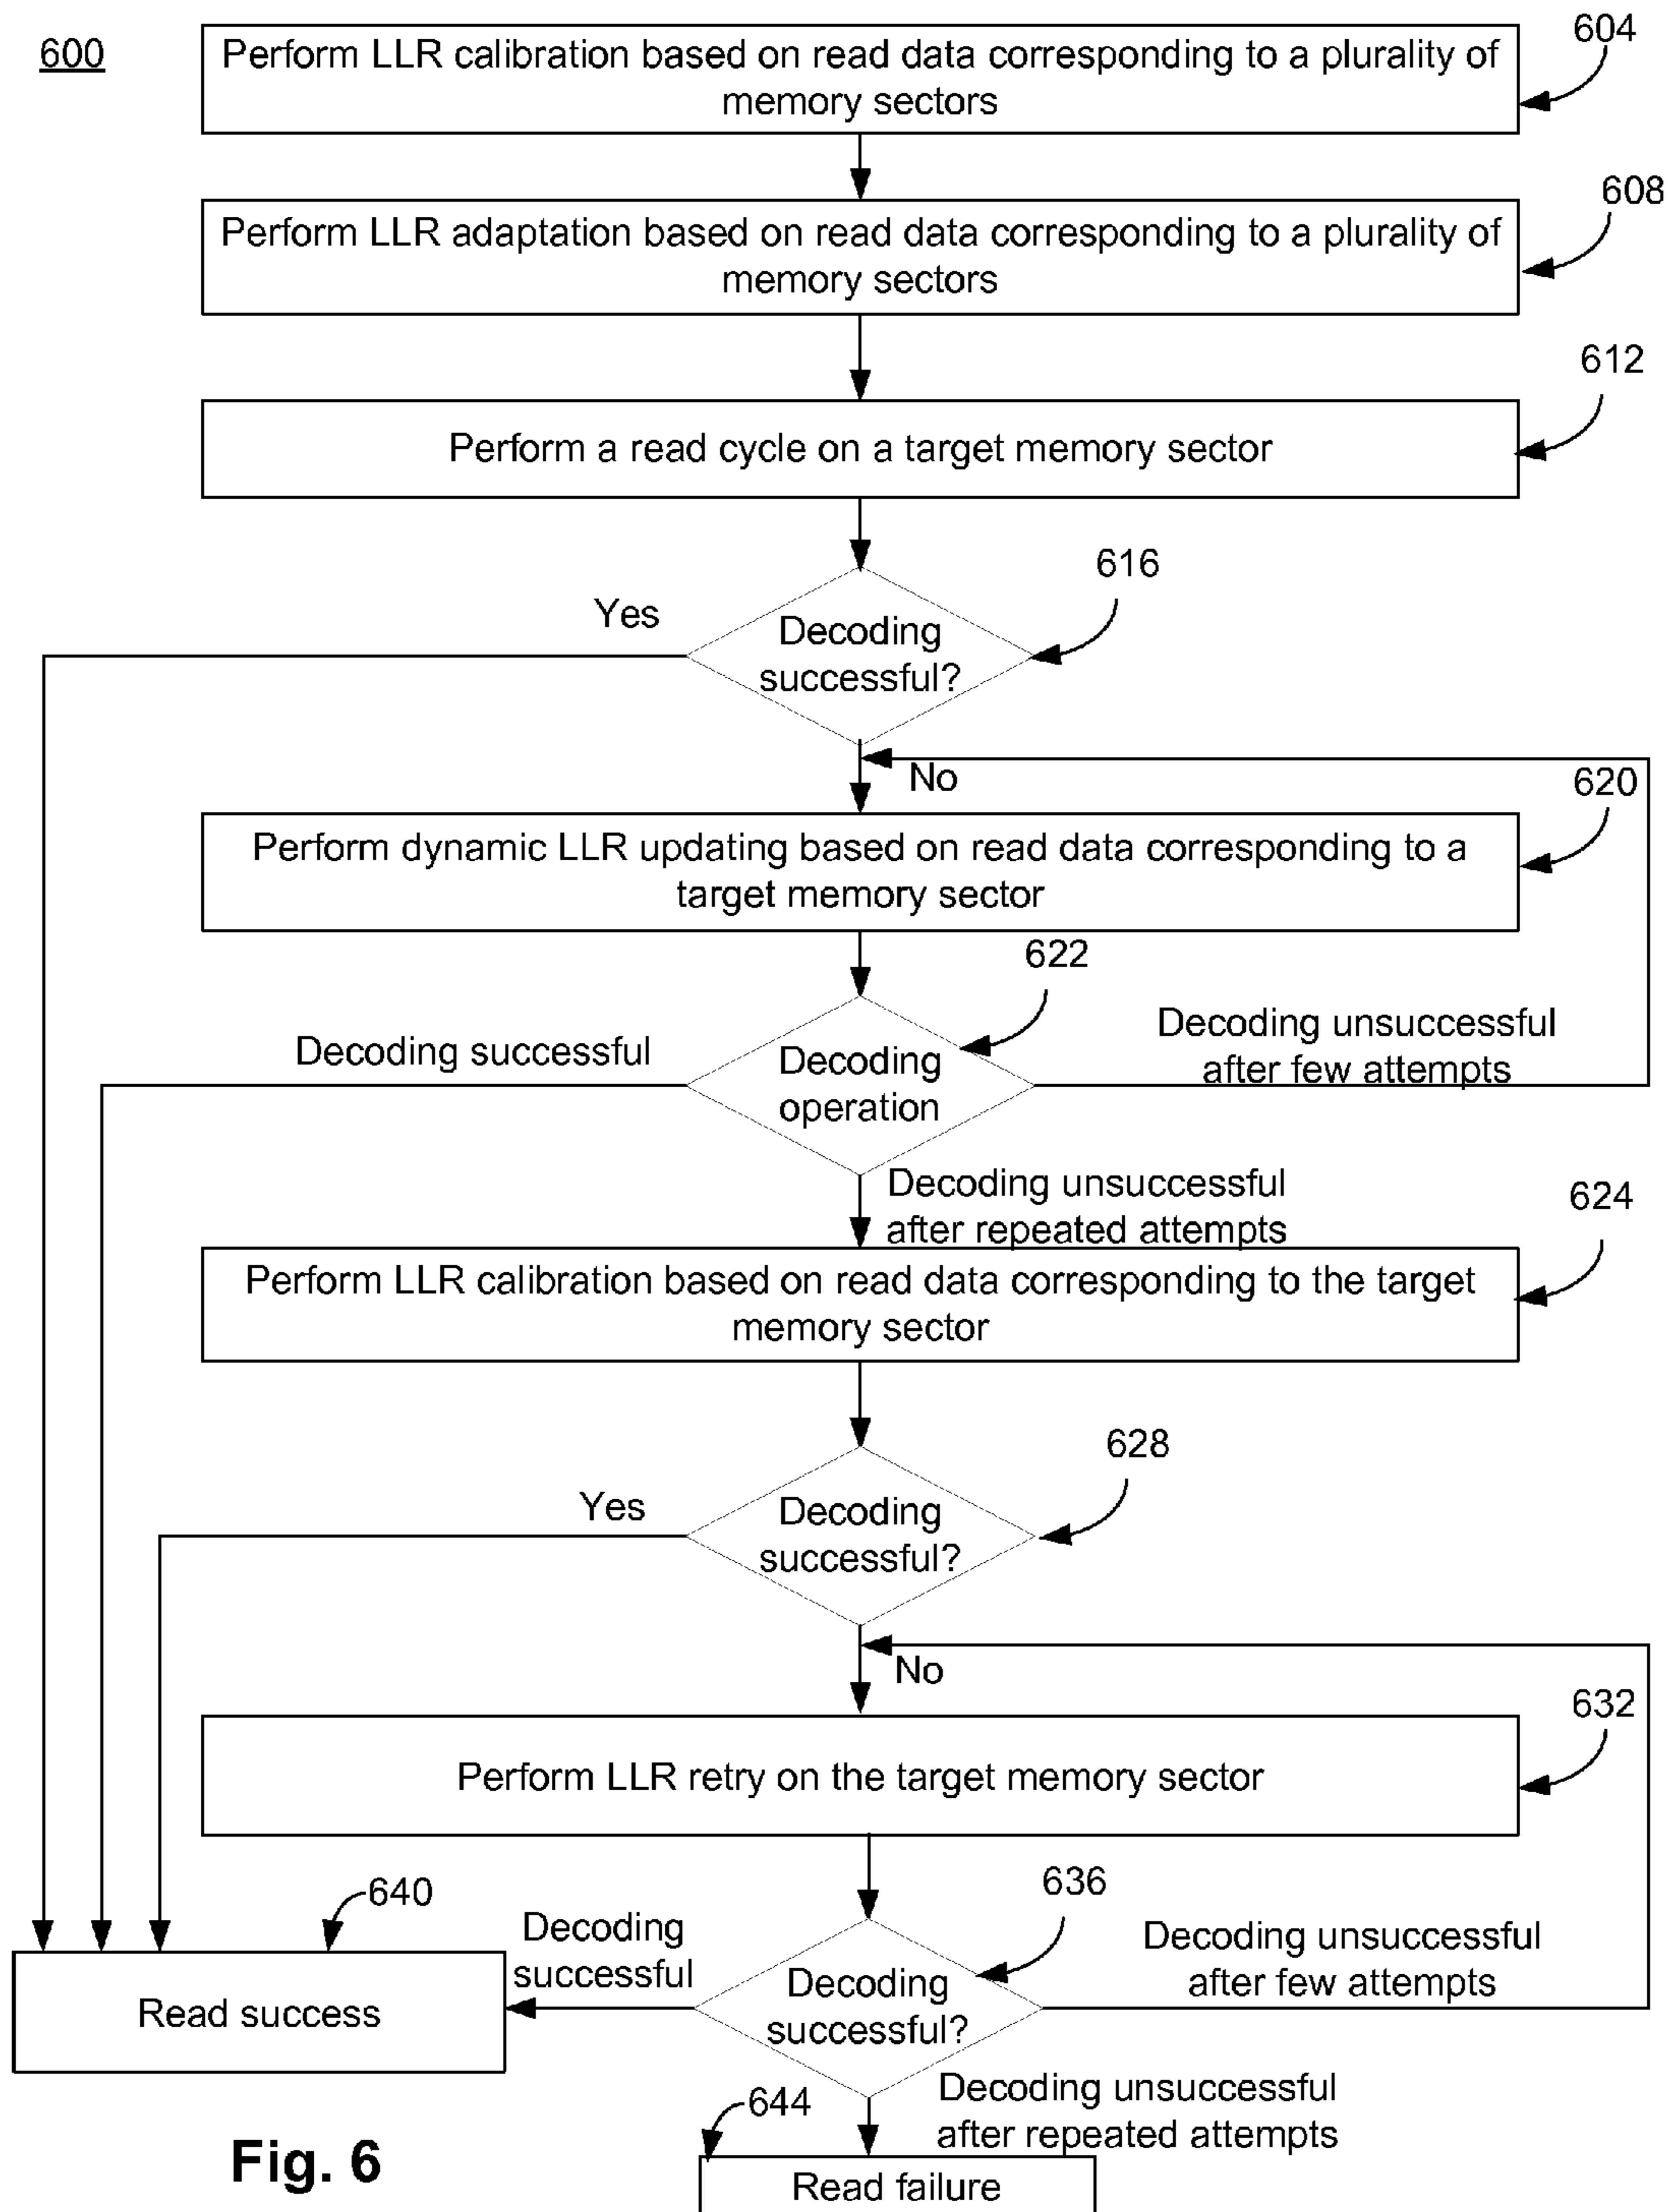 600
604
Perform LLR calibration based on read data corresponding to a plurality of
memory sectors
608
Perform LLR adaptation based on read data corresponding to a plurality of
memory sectors
612
Perform a read cycle on a target memory sector
616
Yes
Decoding
successful?
No
620
Perform dynamic LLR updating based on read data corresponding to a
target memory sector
622
Decoding successful
Decoding
operation
Decoding unsuccessful
after few attempts
Decoding unsuccessful
after repeated attempts
624
Perform LLR calibration based on read data corresponding to the target
memory sector
628
Yes
Decoding
successful?
No
632
Perform LLR retry on the target memory sector
636
640
Decoding
successful
Decoding
successful?
Decoding unsuccessful
after few attempts
Read success
Decoding unsuccessful
after repeated attempts
644
Fig. 6
Read failure